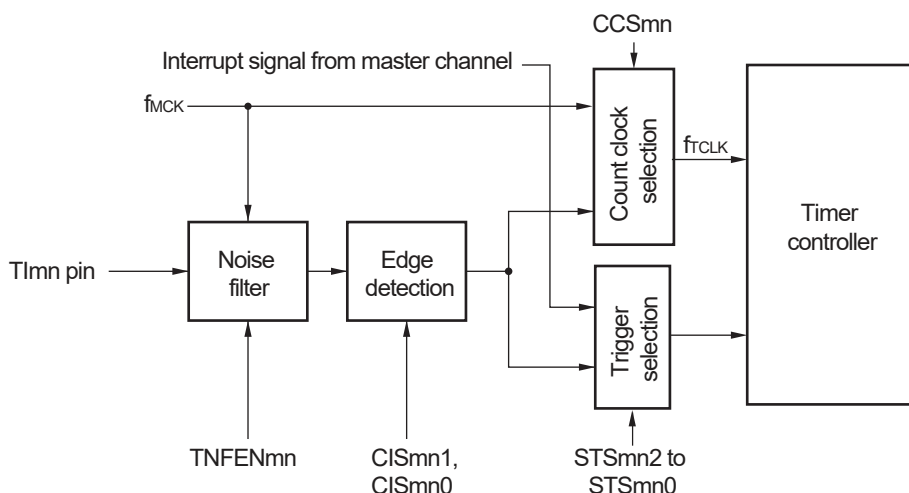 CCSmn
Interrupt signal from master channel
fMCK
Count clock
selection
fTCLK
Timer
controller
TImn pin
Noise
filter
Edge
detection
Trigger
selection
TNFENmn
CISmn1,
CISmn0
STSmn2 to
STSmn0